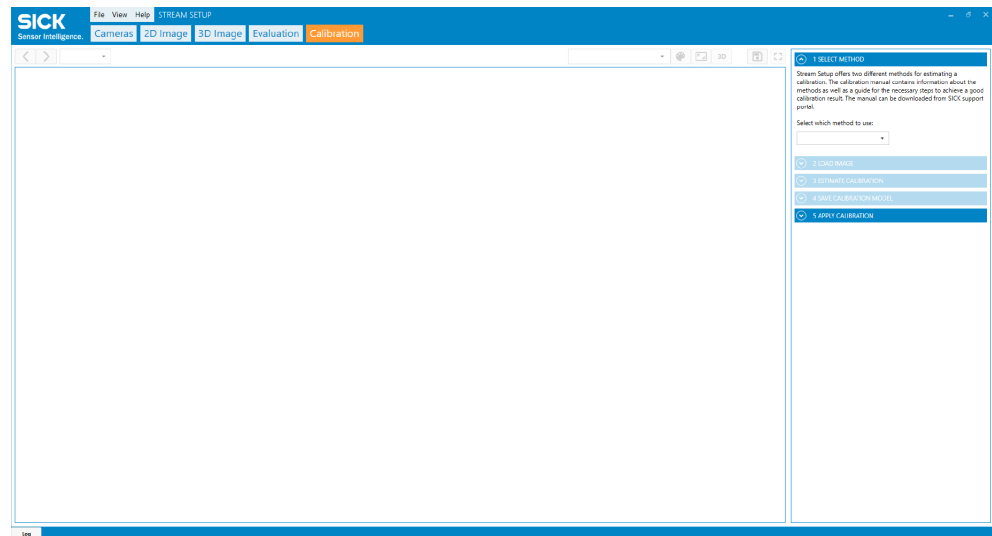 SICK
Sensor Intelligence.
File View Help STREAM SETUP
Cameras 2D Image 3D Image Evaluation Calibration
3D
1 SELECT METHOD
Stream Setup offers two different methods for estimating a
calibration. The calibration manual contains information about the
methods as well as a guide for the necessary steps to achieve a good
calibration result. The manual can be downloaded from SICK support
portal.
Select which method to use:
2 LOAD IMAGE
3 ESTIMATE CALIBRATION
4 SAVE CALIBRATION MODEL
5 APPLY CALIBRATION
Log